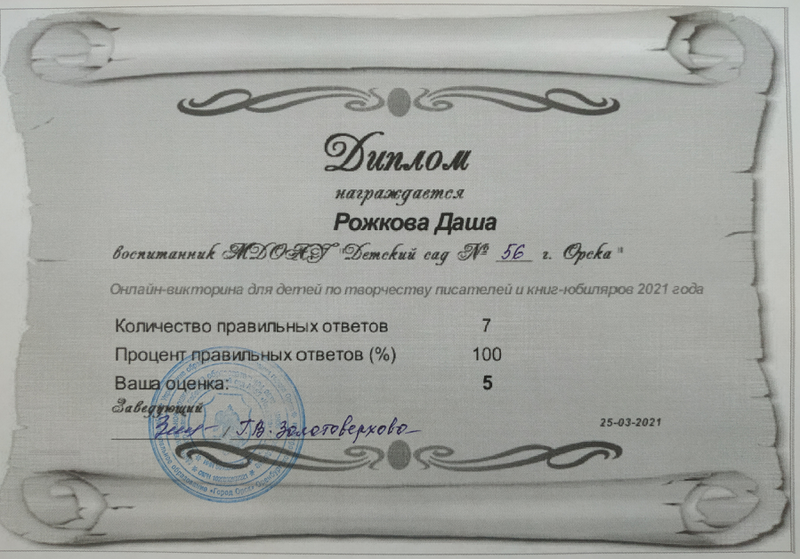 Диплом
награждается
Рожкова Даша
воспитанник МДОАУ "Детский сад № 56 г. Орска"
Онлайн-викторина для детей по творчеству писателей и книг-юбиляров 2021 года
Количество правильных ответов 7
Процент правильных ответов (%) 100
Ваша оценка: 5
Заведующий
Г.В. Золотоверхова
25-03-2021